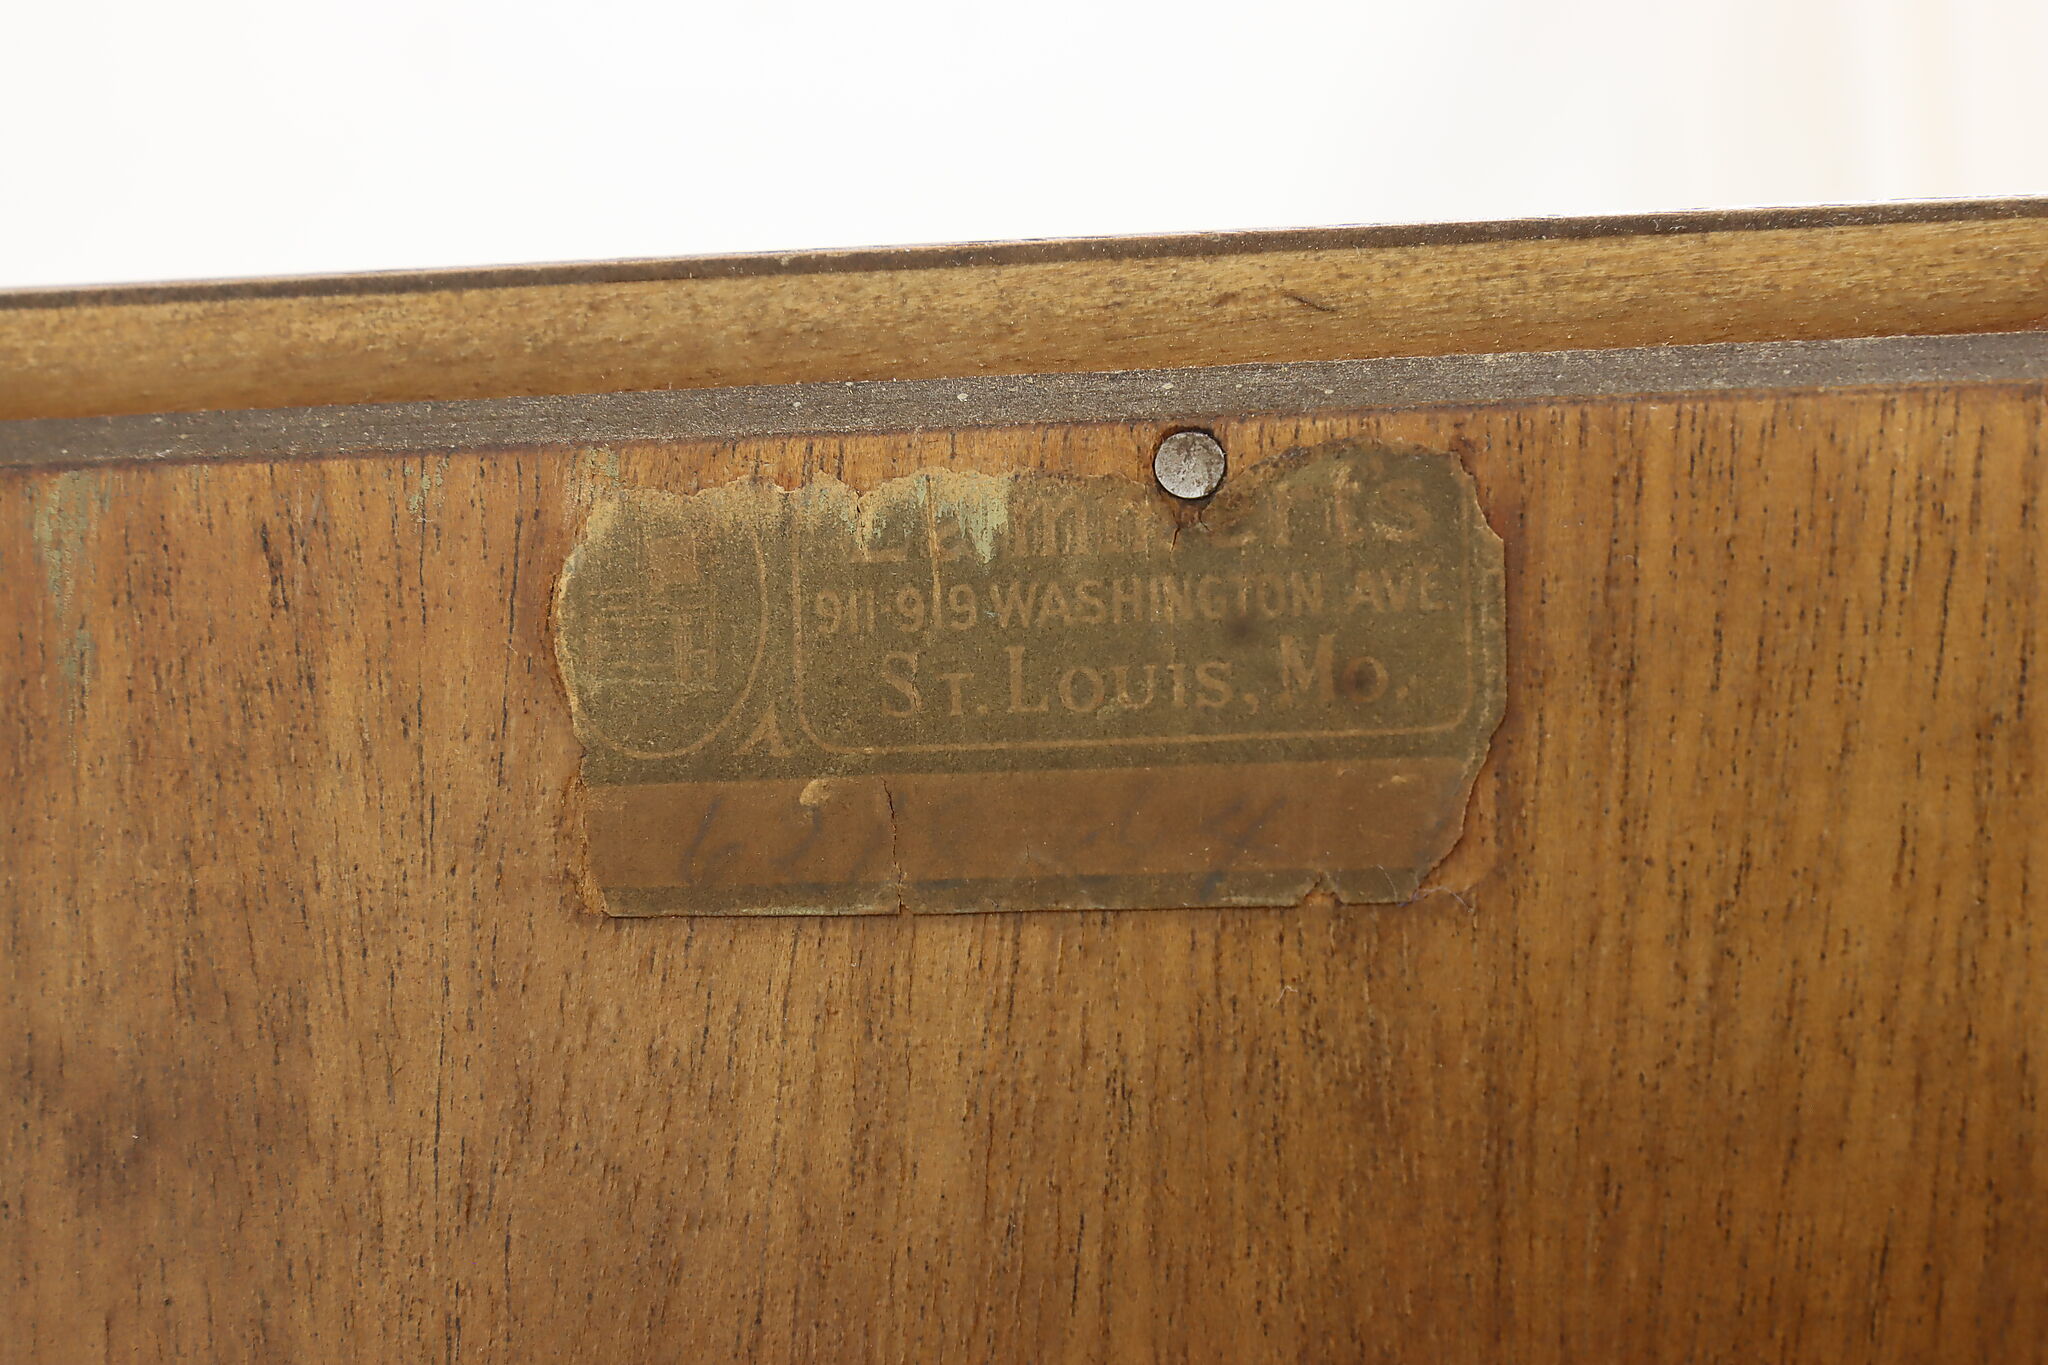 Lammerts
911-919 WASHINGTON AVE.
ST. LOUIS, MO.